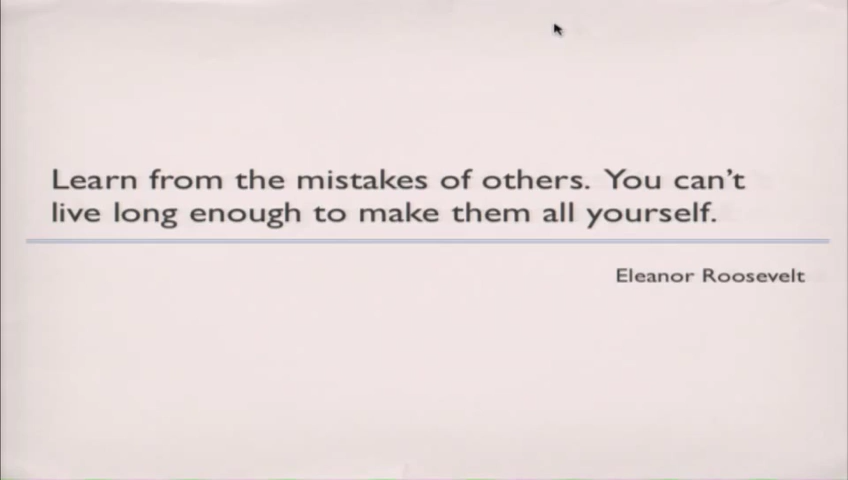 Learn from the mistakes of others. You can't
live long enough to make them all yourself.
Eleanor Roosevelt